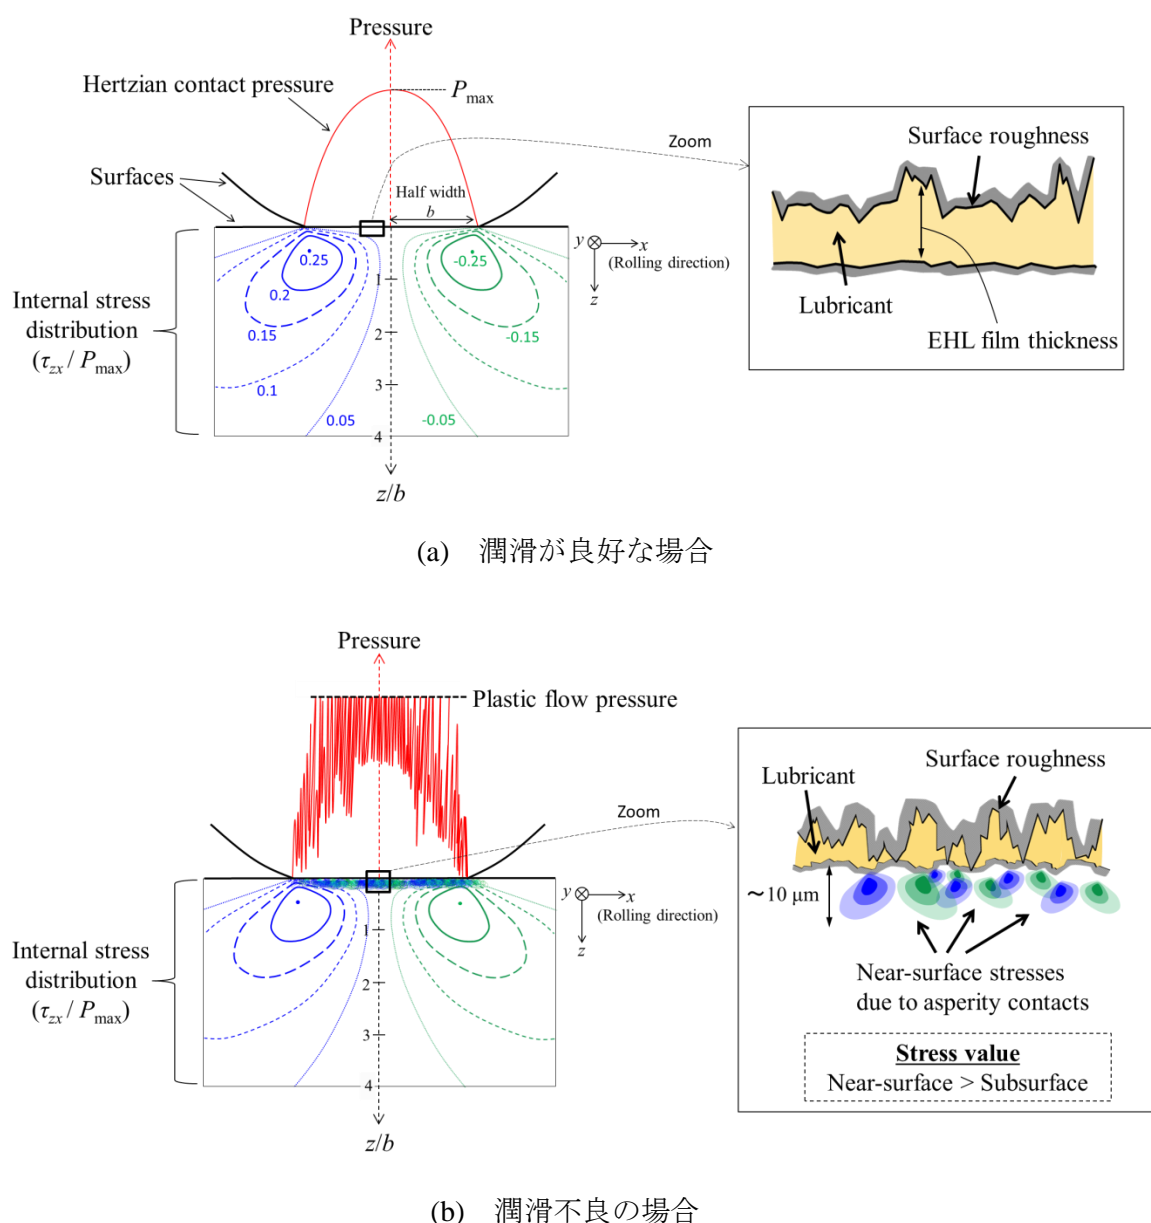 Pressure
Hertzian contact pressure
Pmax
Zoom
Surface roughness
Surfaces
Half width
b
y
x
(Rolling direction)
z
1
0.25
-0.25
Lubricant
EHL film thickness
Internal stress
distribution
(τzx / Pmax)
0.2
0.15
-0.15
2
0.1
3
0.05
-0.05
4
z/b
(a) 潤滑が良好な場合
Pressure
Plastic flow pressure
Zoom
Lubricant
Surface roughness
y
x
(Rolling direction)
z
~10 μm
1
Internal stress
distribution
(τzx / Pmax)
2
3
4
z/b
Near-surface stresses
due to asperity contacts
Stress value
Near-surface > Subsurface
(b) 潤滑不良の場合